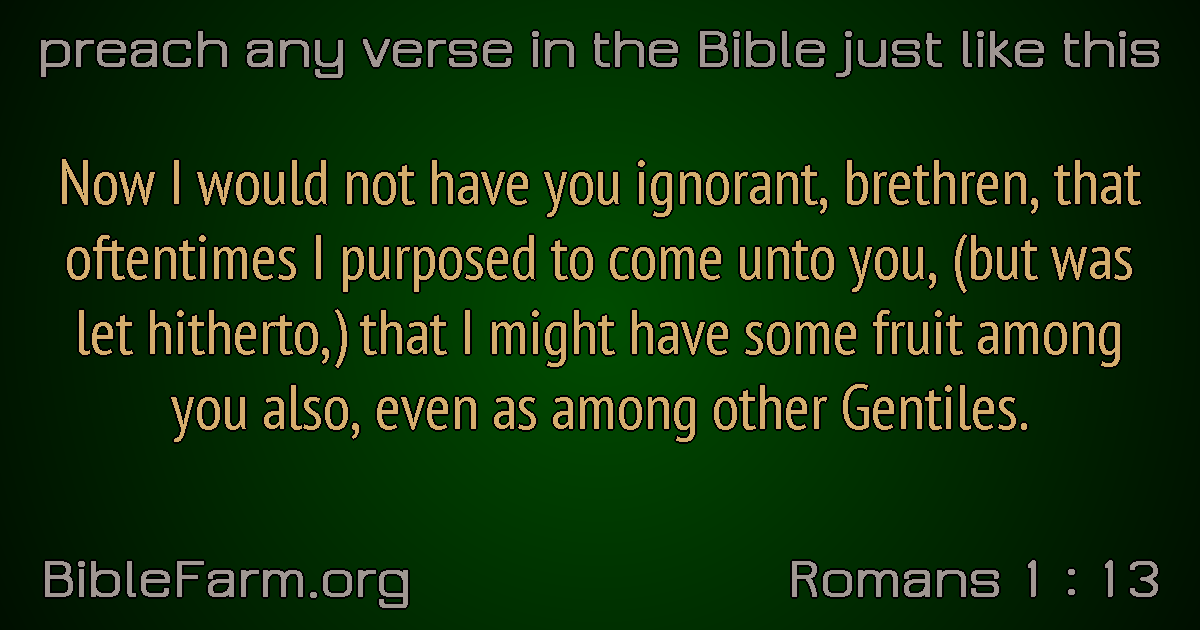 preach any verse in the Bible just like this
Now I would not have you ignorant, brethren, that
oftentimes I purposed to come unto you, (but was
let hitherto,) that I might have some fruit among
you also, even as among other Gentiles.
BibleFarm.org
Romans 1 : 13